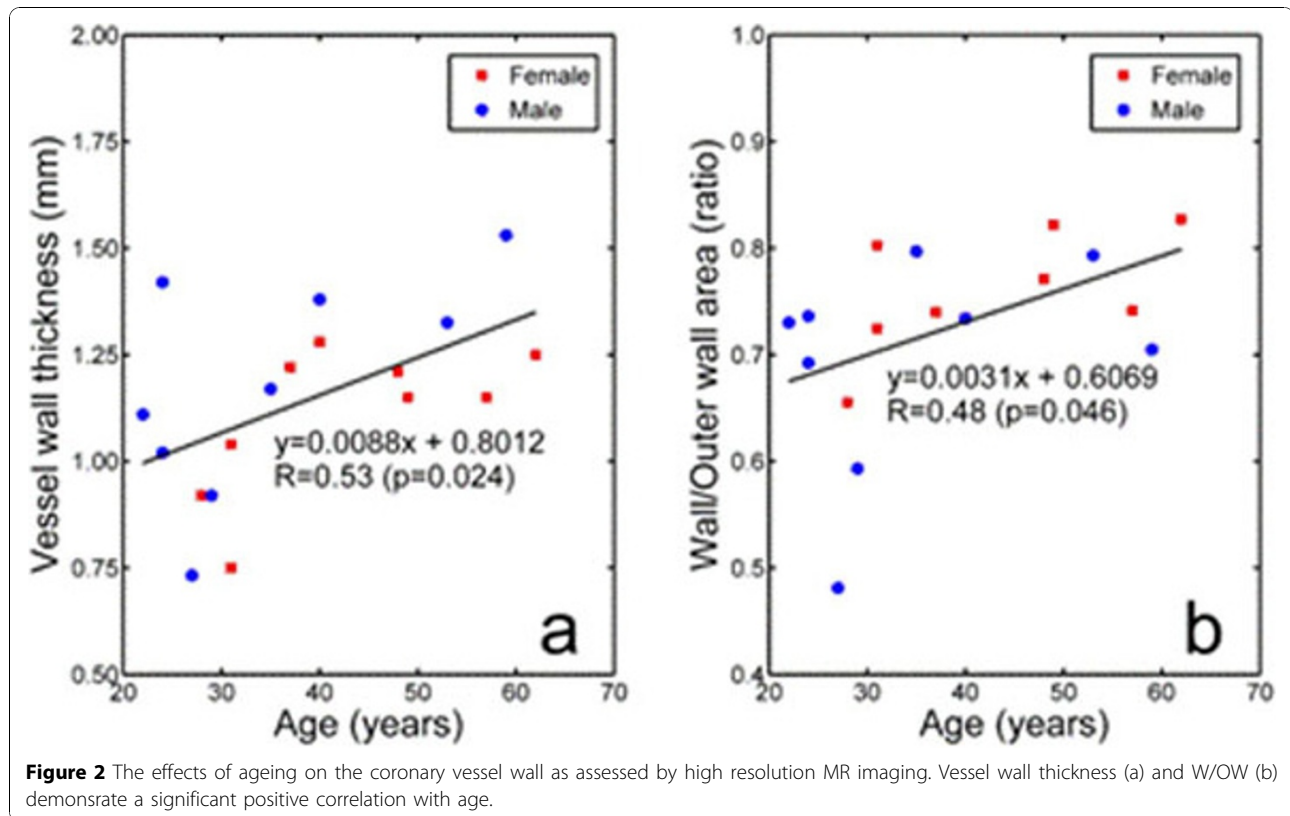 2.00
1.75
1.50
1.25
1.00
0.75
0.50
20 30 40 50 60 70
Vessel wall thickness (mm)
Age (years)
Female
Male
y=0.0088x + 0.8012
R=0.53 (p=0.024)
a
1.0
0.9
0.8
0.7
0.6
0.5
0.4
20 30 40 50 60 70
Wall/Outer wall area (ratio)
Age (years)
Female
Male
y=0.0031x + 0.6069
R=0.48 (p=0.046)
b
Figure 2 The effects of ageing on the coronary vessel wall as assessed by high resolution MR imaging. Vessel wall thickness (a) and W/OW (b)
demonsrate a significant positive correlation with age.